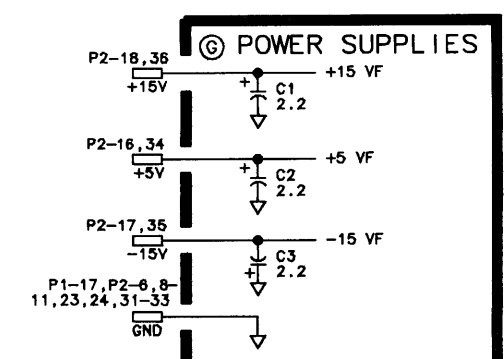 G POWER SUPPLIES
P2-18,36
+15V
+15 VF
+
C1
2.2
P2-16,34
+5V
+5 VF
+
C2
2.2
P2-17,35
-15V
-15 VF
C3
+
2.2
P1-17,P2-6,8-
11,23,24,31-33
GND